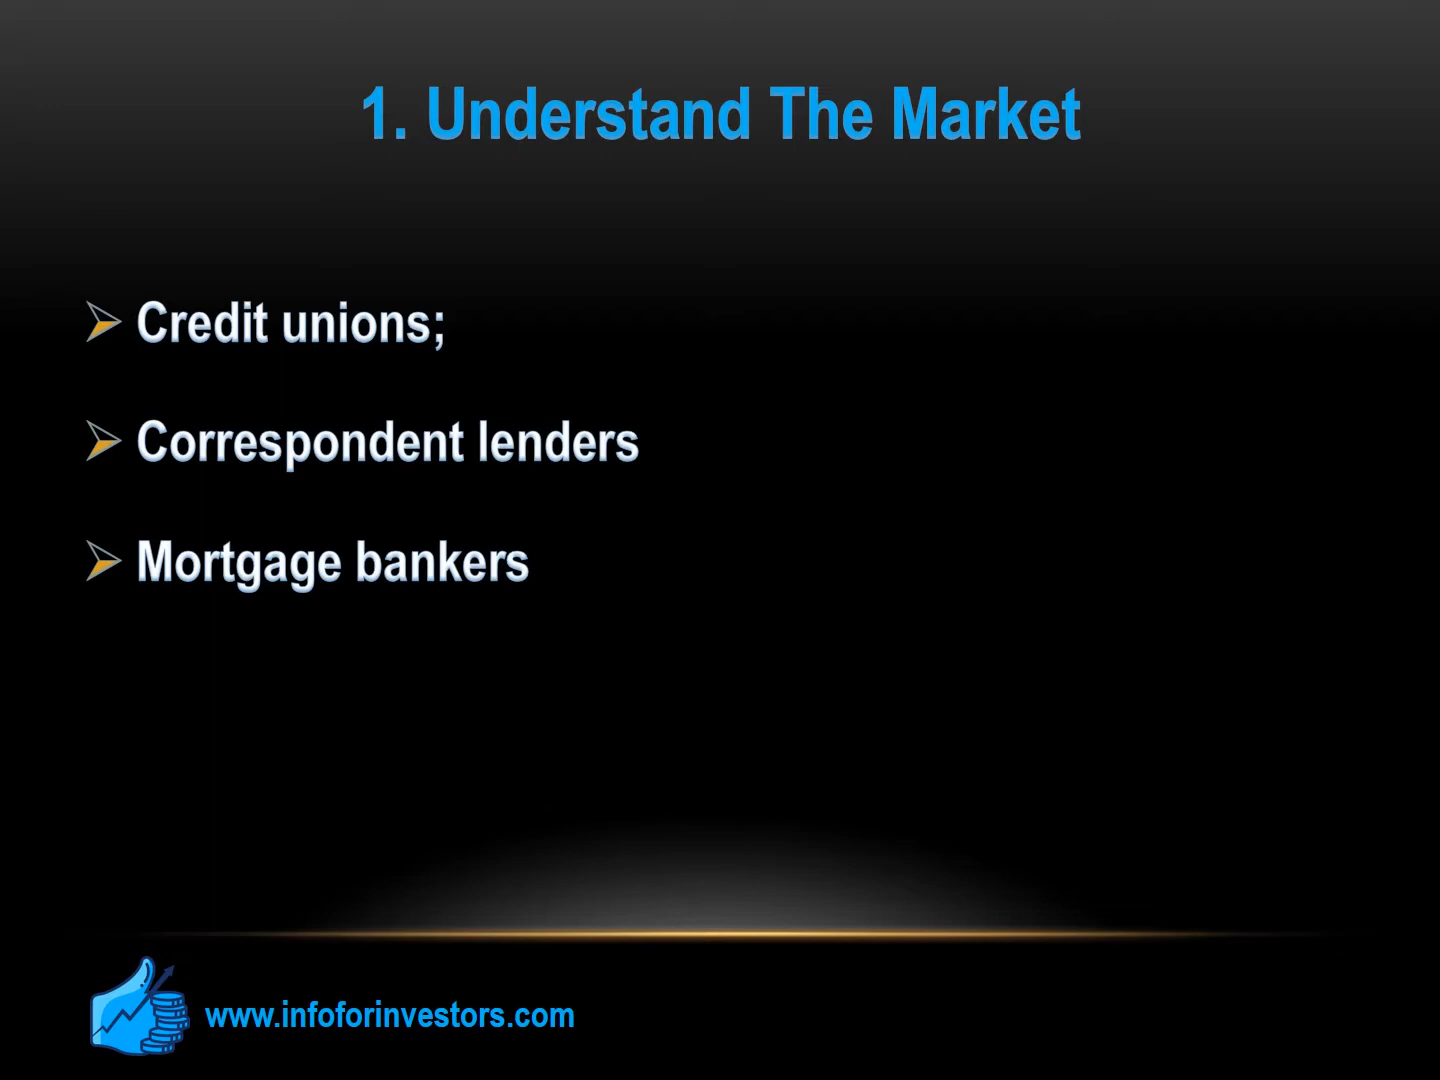 1. Understand The Market
Credit unions;
Correspondent lenders
Mortgage bankers
www.infoforinvestors.com